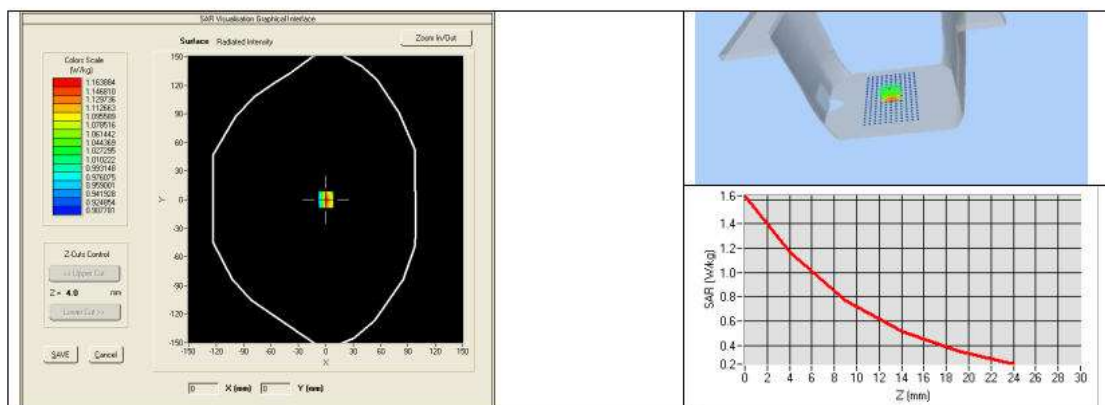 SAR Visualisation Graphical Interface
Surface Radiated Intensity
Zoom In/Out
Colors Scale
(W/kg)
1.163884
1.146810
1.129736
1.112663
1.095589
1.078516
1.061442
1.044369
1.027295
1.010222
0.993148
0.976075
0.959001
0.941928
0.924854
0.907781
Z-Cuts Control
<< Upper Cut
Z = 4.0 mm
Lower Cut >>
SAVE
Cancel
150
120
90
60
30
0
-30
-60
-90
-120
-150
Y
-150 -120 -90 -60 -30 0 30 60 90 120 150
X
0 X (mm) 0 Y (mm)
1.6
1.4
1.2
1.0
0.8
0.6
0.4
0.2
SAR (W/kg)
0 2 4 6 8 10 12 14 16 18 20 22 24 26 28 30
Z (mm)